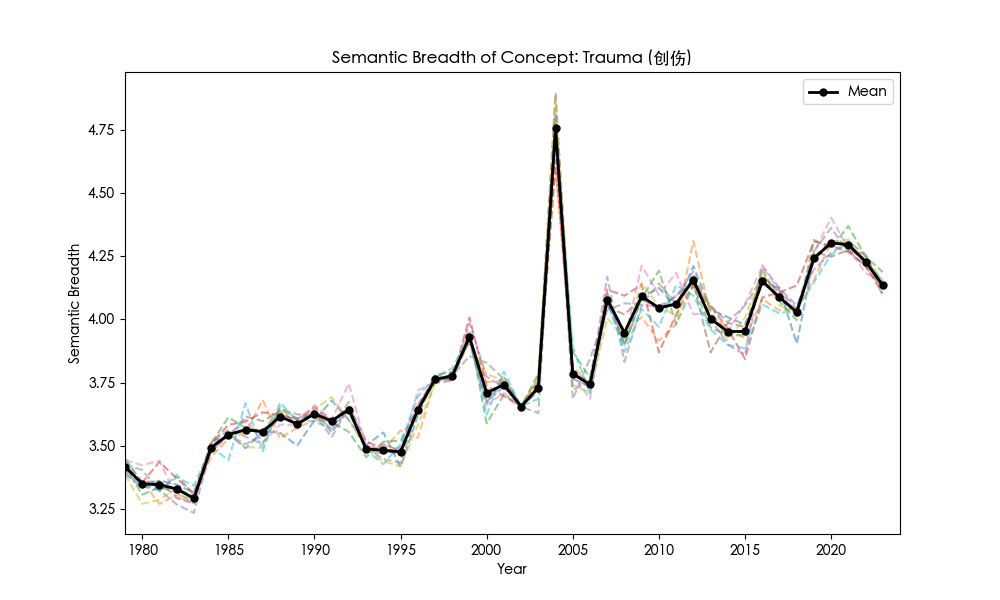 Semantic Breadth of Concept: Trauma (创伤)
Mean
4.75
4.50
4.25
4.00
3.75
3.50
3.25
Semantic Breadth
1980 1985 1990 1995 2000 2005 2010 2015 2020
Year